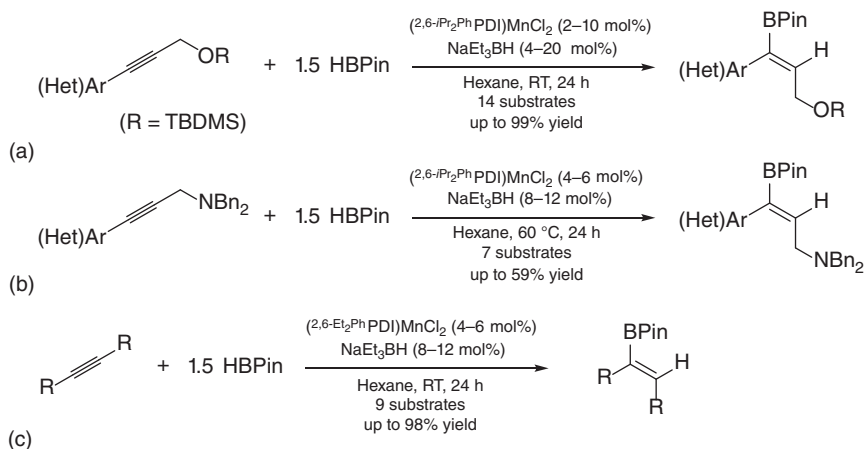 (Het)Ar
OR
(R = TBDMS)
+ 1.5 HBPin
(2,6-iPr2PhPDI)MnCl2 (2–10 mol%)
NaEt3BH (4–20 mol%)
Hexane, RT, 24 h
14 substrates
up to 99% yield
BPin
H
(Het)Ar
OR
(a)
(Het)Ar
NBn2
+ 1.5 HBPin
(2,6-iPr2PhPDI)MnCl2 (4–6 mol%)
NaEt3BH (8–12 mol%)
Hexane, 60 °C, 24 h
7 substrates
up to 59% yield
BPin
H
(Het)Ar
NBn2
(b)
R
R
+ 1.5 HBPin
(2,6-Et2PhPDI)MnCl2 (4–6 mol%)
NaEt3BH (8–12 mol%)
Hexane, RT, 24 h
9 substrates
up to 98% yield
BPin
H
R
R
(c)